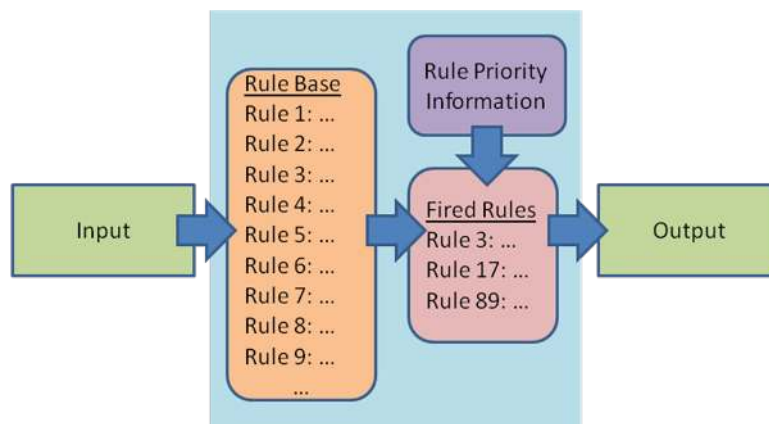 Input
Rule Base
Rule 1: ...
Rule 2: ...
Rule 3: ...
Rule 4: ...
Rule 5: ...
Rule 6: ...
Rule 7: ...
Rule 8: ...
Rule 9: ...
...
Rule Priority
Information
Fired Rules
Rule 3: ...
Rule 17: ...
Rule 89: ...
Output